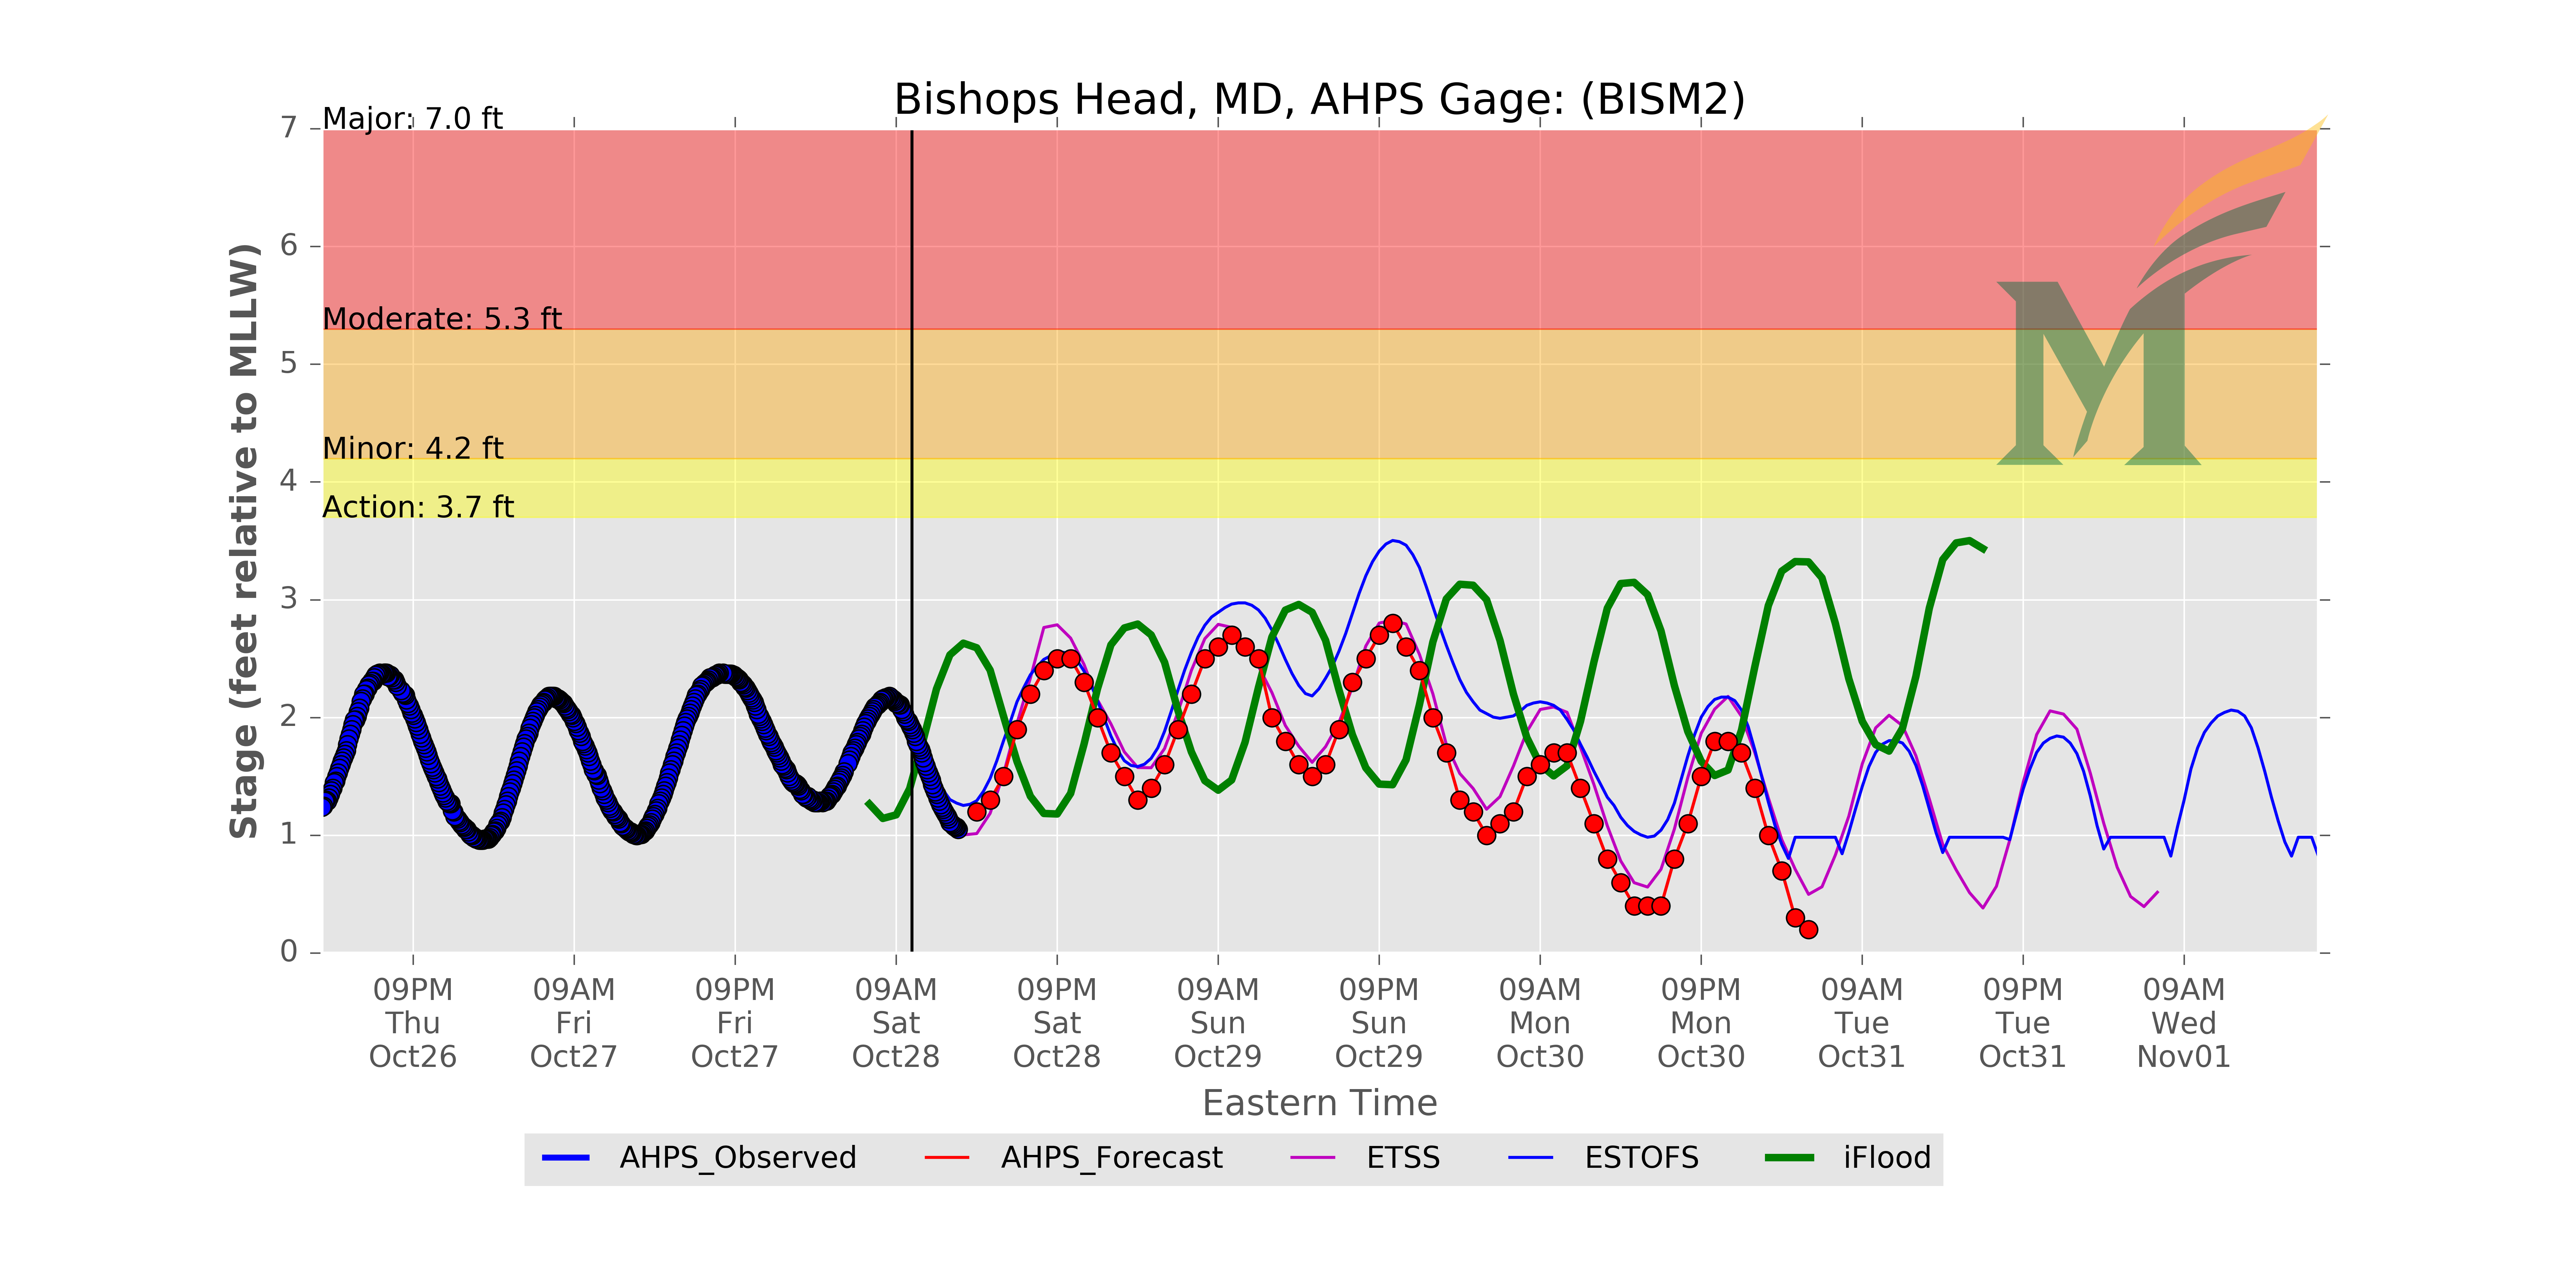 Bishops Head, MD, AHPS Gage: (BISM2)
Stage (feet relative to MLLW)
7
6
5
4
3
2
1
0
Major: 7.0 ft
Moderate: 5.3 ft
Minor: 4.2 ft
Action: 3.7 ft
M
09PM 09AM 09PM 09AM 09PM 09AM 09PM 09AM 09PM 09AM 09PM 09AM
Thu Fri Fri Sat Sat Sun Sun Mon Mon Tue Tue Wed
Oct26 Oct27 Oct27 Oct28 Oct28 Oct29 Oct29 Oct30 Oct30 Oct31 Oct31 Nov01
Eastern Time
AHPS_Observed AHPS_Forecast ETSS ESTOFS iFlood